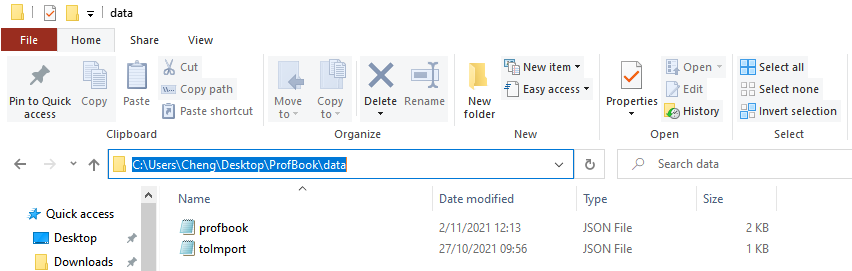 data
File Home Share View
Pin to Quick access
Copy
Paste
Cut
Copy path
Paste shortcut
Clipboard
Move to
Copy to
Delete
Rename
Organize
New folder
New item
Easy access
New
Properties
Open
Edit
History
Open
Select all
Select none
Invert selection
Select
C:\Users\Cheng\Desktop\ProfBook\data
Search data
Name Date modified Type Size
Quick access
Desktop
Downloads
profbook 2/11/2021 12:13 JSON File 2 KB
toImport 27/10/2021 09:56 JSON File 1 KB